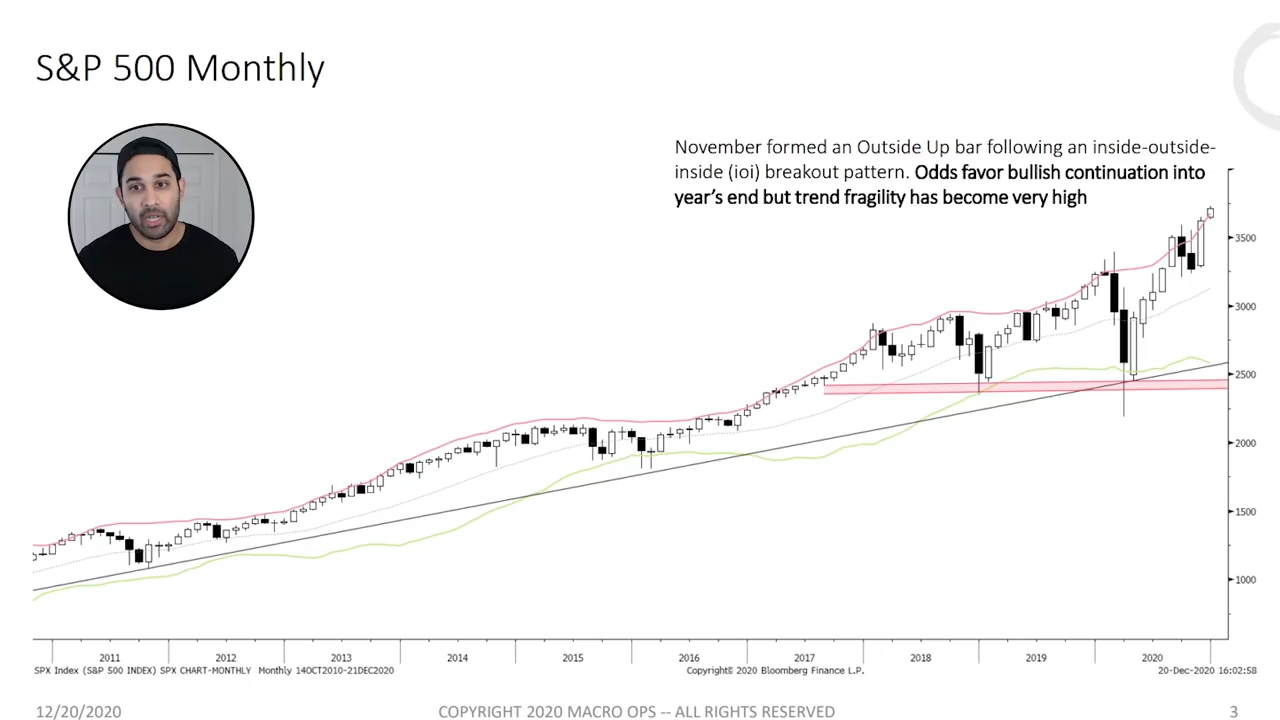 S&P 500 Monthly
November formed an Outside Up bar following an inside-outside-
inside (ioi) breakout pattern. Odds favor bullish continuation into
year's end but trend fragility has become very high
3500
3000
2500
2000
1500
1000
2011 2012 2013 2014 2015 2016 2017 2018 2019 2020
SPX Index (S&P 500 INDEX) SPX CHART-MONTHLY Monthly 14OCT2010-21DEC2020 Copyright© 2020 Bloomberg Finance L.P. 20-Dec-2020 16:02:58
12/20/2020 COPYRIGHT 2020 MACRO OPS -- ALL RIGHTS RESERVED 3